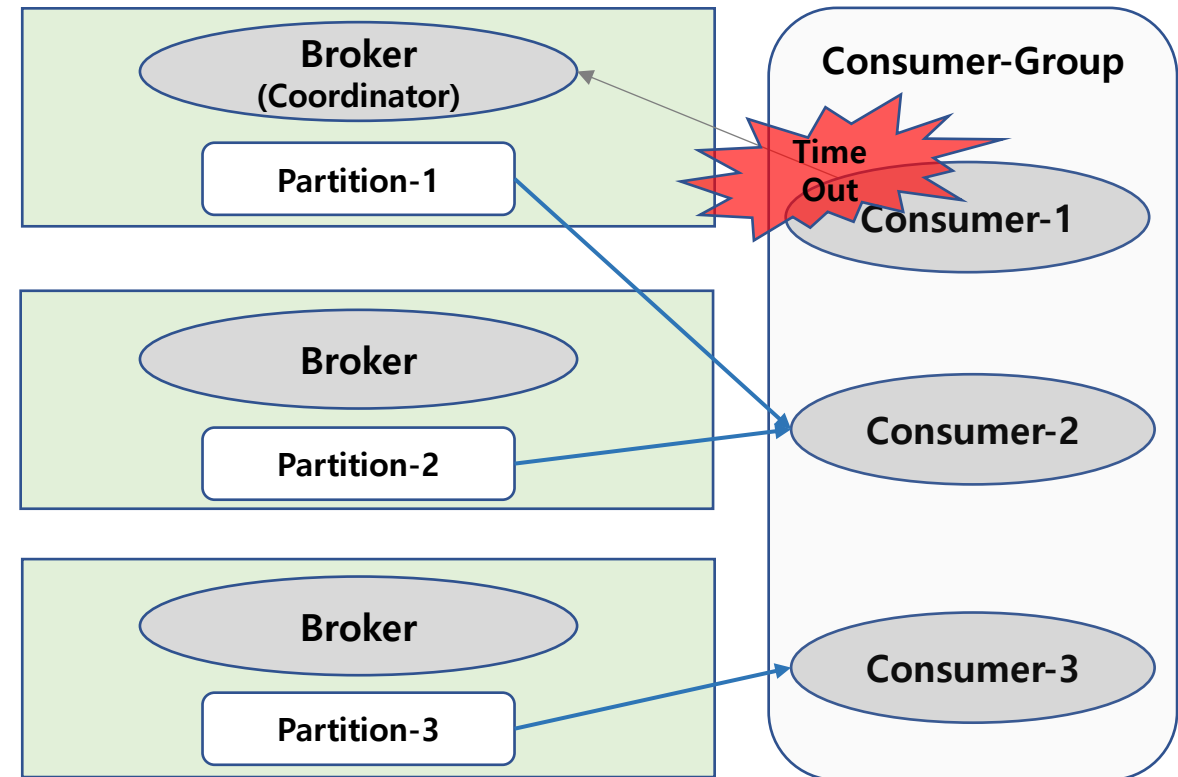 Broker
(Coordinator)
Partition-1
Broker
Partition-2
Broker
Partition-3
Consumer-Group
Time
Out
Consumer-1
Consumer-2
Consumer-3